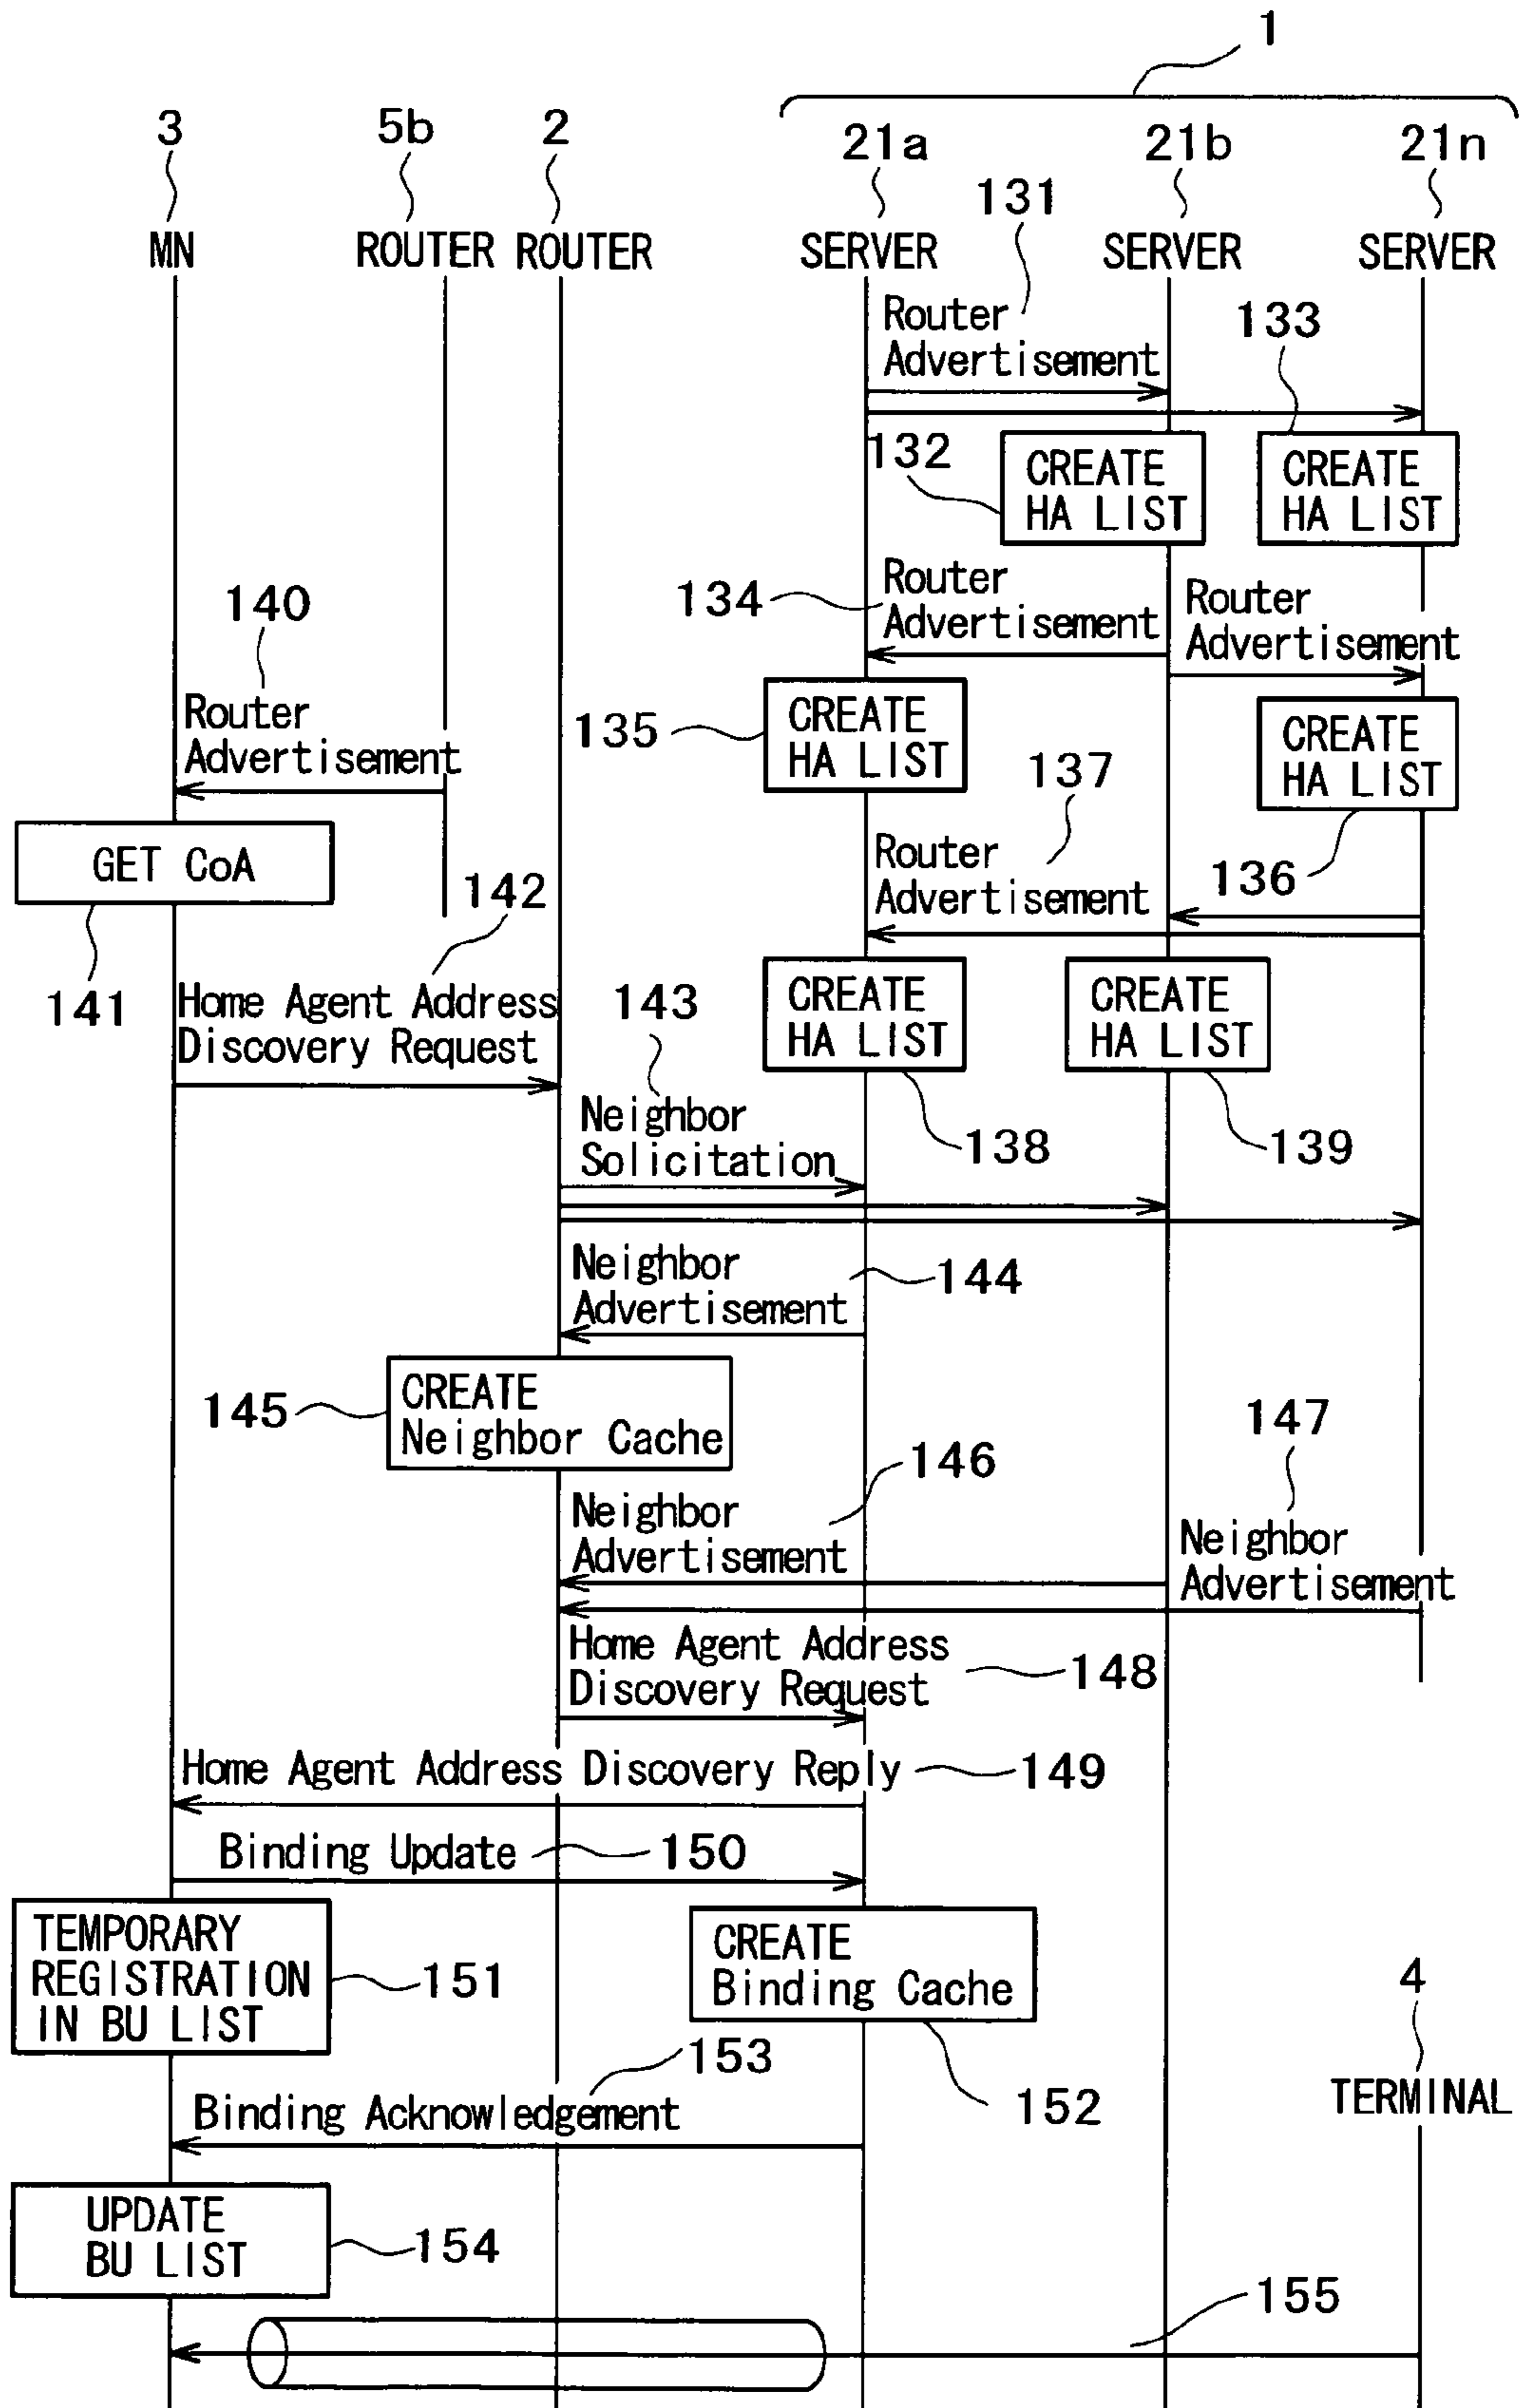 1
3
5b
2
21a
21b
21n
131
MN
ROUTER
ROUTER
SERVER
SERVER
SERVER
Router
Advertisement
133
132
CREATE
HA LIST
CREATE
HA LIST
134
Router
Advertisement
Router
Advertisement
140
Router
Advertisement
135
CREATE
HA LIST
CREATE
HA LIST
137
136
GET CoA
141
142
Router
Advertisement
Home Agent Address
Discovery Request
143
CREATE
HA LIST
CREATE
HA LIST
138
139
Neighbor
Solicitation
Neighbor
Advertisement
144
145
CREATE
Neighbor Cache
146
147
Neighbor
Advertisement
Neighbor
Advertisement
Home Agent Address
Discovery Request
148
Home Agent Address Discovery Reply
149
Binding Update
150
TEMPORARY
REGISTRATION
IN BU LIST
151
CREATE
Binding Cache
152
4
TERMINAL
153
Binding Acknowledgement
UPDATE
BU LIST
154
155